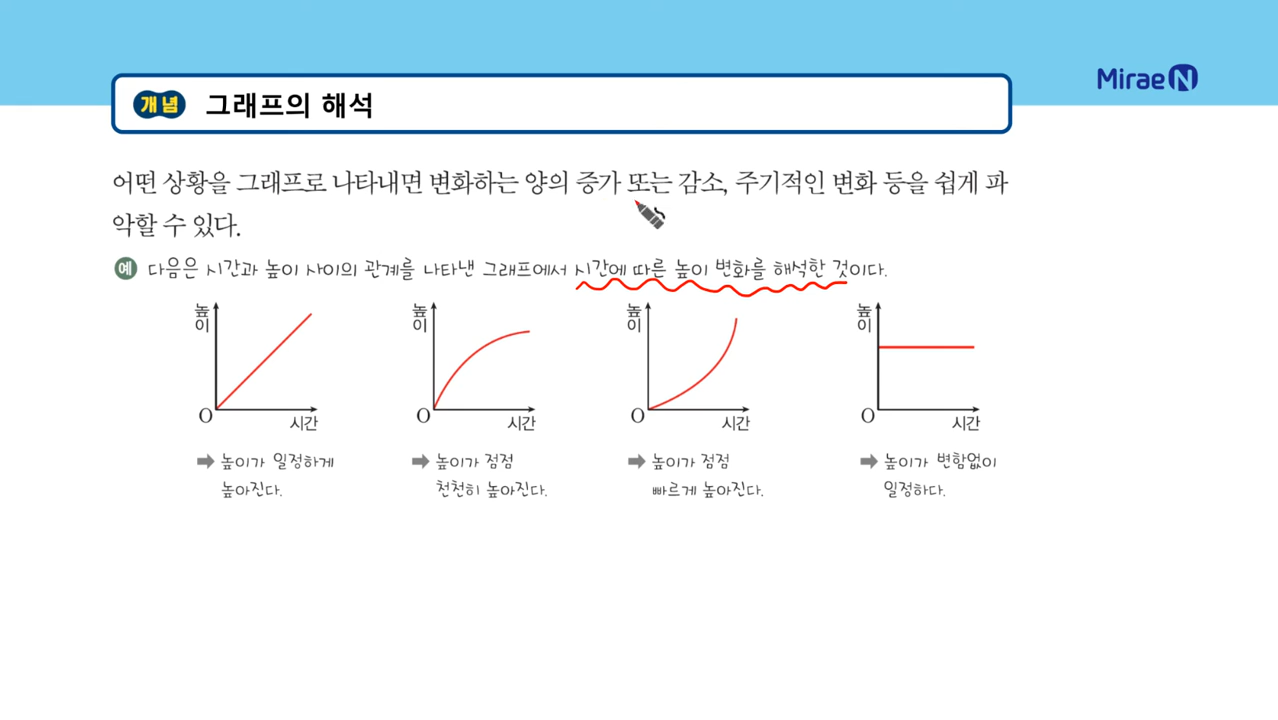 Mirae N
개념 그래프의 해석
어떤 상황을 그래프로 나타내면 변화하는 양의 증가 또는 감소, 주기적인 변화 등을 쉽게 파
악할 수 있다.
예 다음은 시간과 높이 사이의 관계를 나타낸 그래프에서 시간에 따른 높이 변화를 해석한 것이다.
높이
O
시간
➡ 높이가 일정하게
높아진다.
높이
O
시간
➡ 높이가 점점
천천히 높아진다.
높이
O
시간
➡ 높이가 점점
빠르게 높아진다.
높이
O
시간
➡ 높이가 변함없이
일정하다.